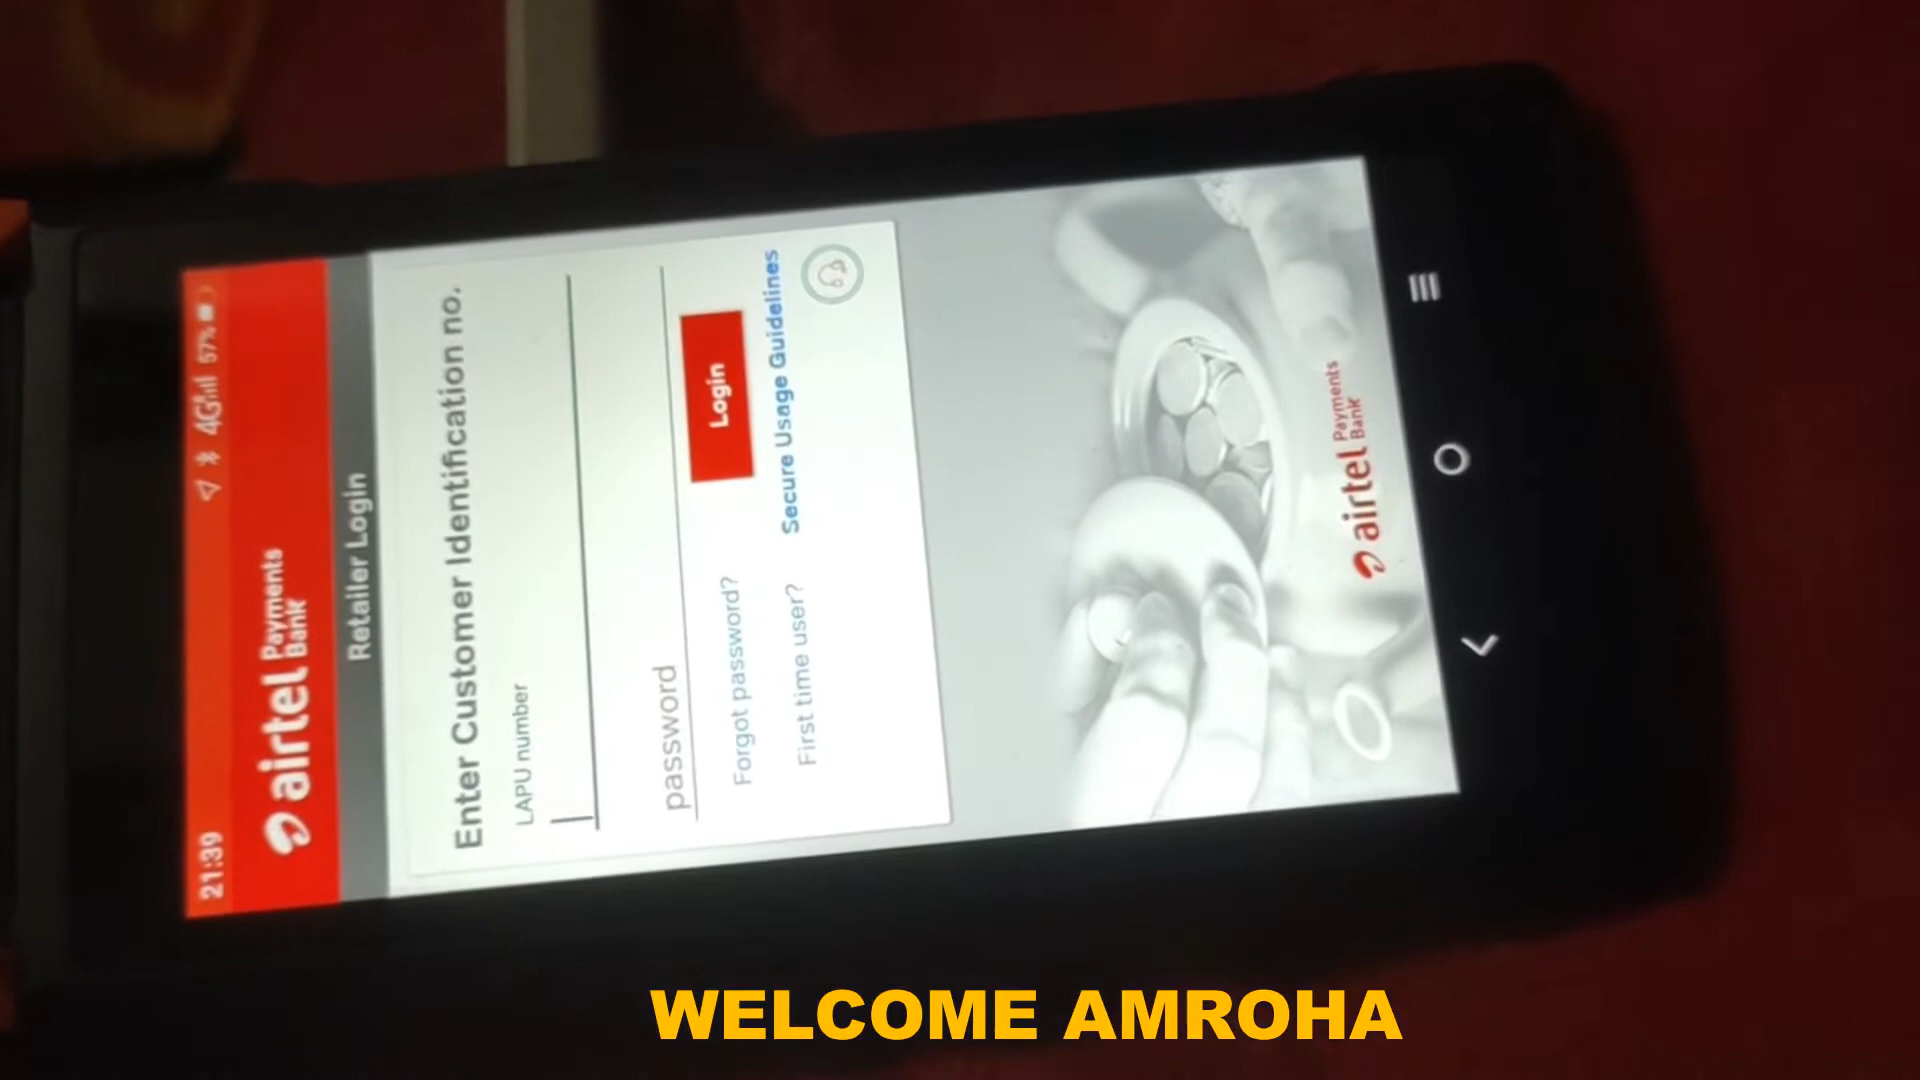 21:39
4G 57%
airtel Payments Bank
Retailer Login
Enter Customer Identification no.
LAPU number
password
Forgot password?
Login
First time user?
Secure Usage Guidelines
airtel Payments Bank
WELCOME AMROHA